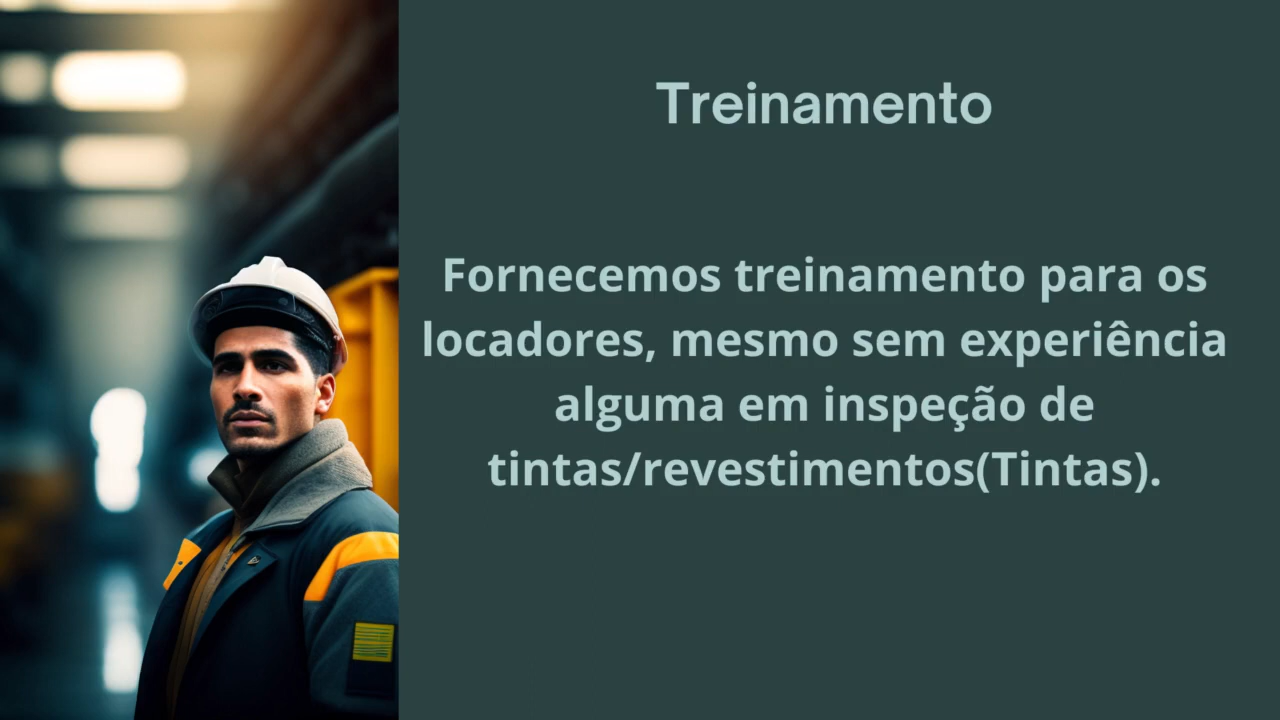 Treinamento
Fornecemos treinamento para os
locadores, mesmo sem experiência
alguma em inspeção de
tintas/revestimentos(Tintas).